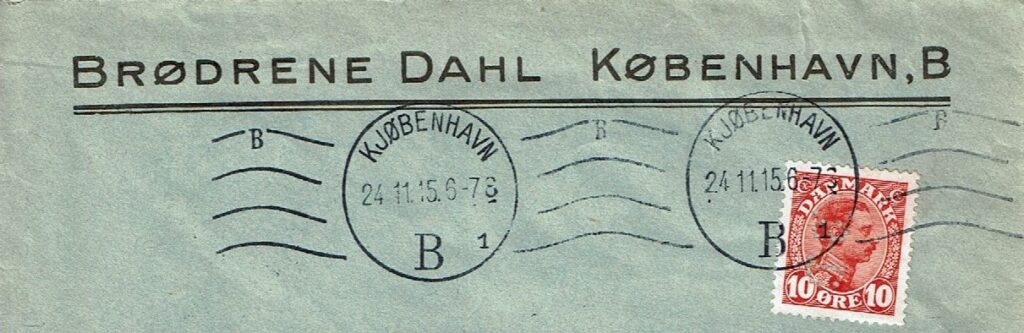 BRØDRENE DAHL KØBENHAVN, B
B
KJØBENHAVN
24.11.15.6-7
B 1
B
KJØBENHAVN
24.11.15.6-7
B 1
DANMARK
10 ØRE 10